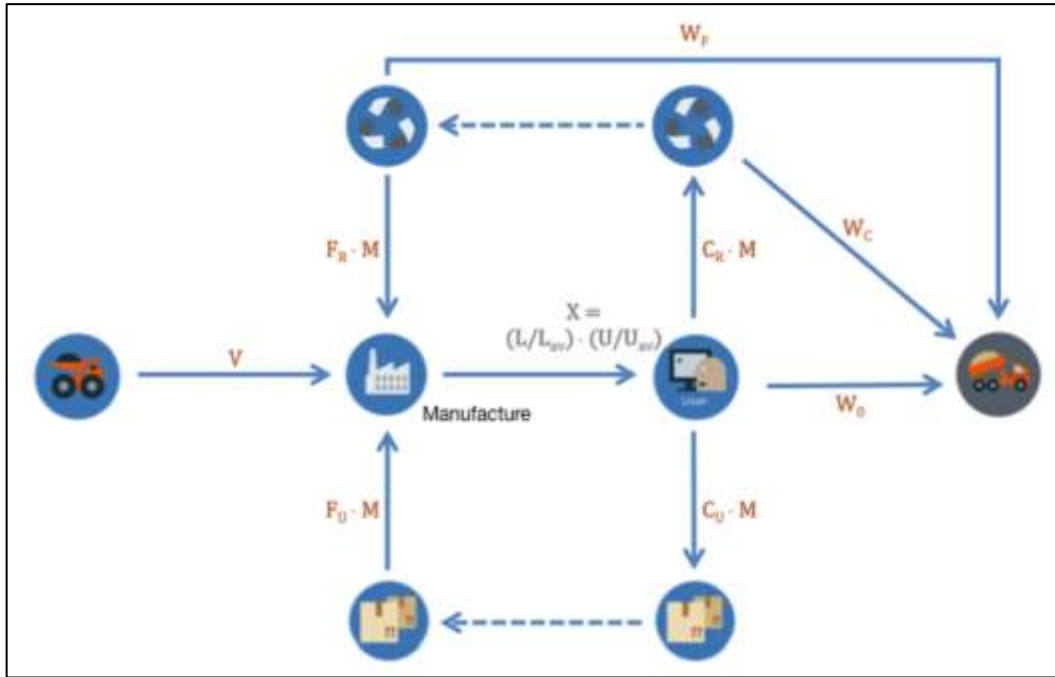 W_F
F_R · M
C_R · M
W_C
X =
(L/L_av) · (U/U_av)
V
User
W_0
Manufacture
F_U · M
C_U · M